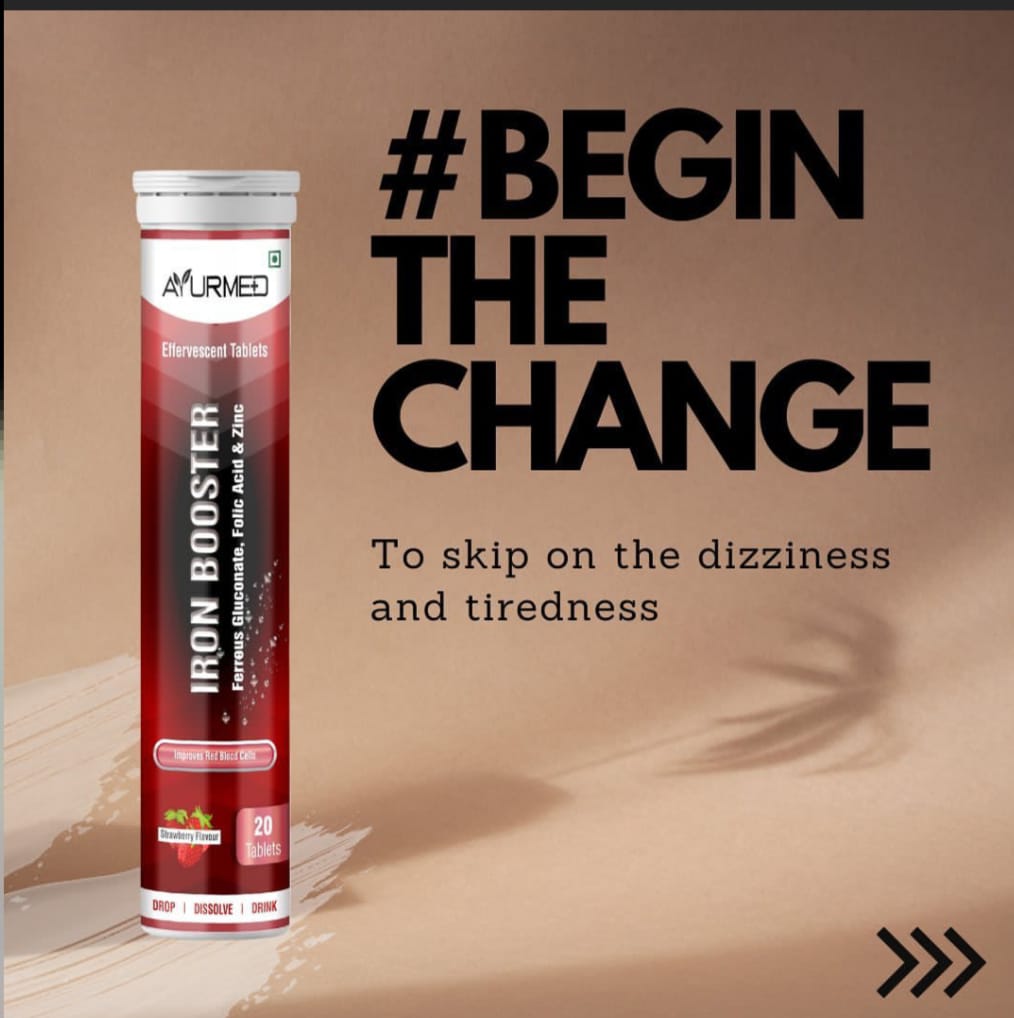 #BEGIN
THE
CHANGE
To skip on the dizziness
and tiredness
AYURMED
Effervescent Tablets
IRON BOOSTER
Ferrous Gluconate, Folic Acid & Zinc
Improves Red Blood Cells
Strawberry Flavour
20
Tablets
DROP | DISSOLVE | DRINK